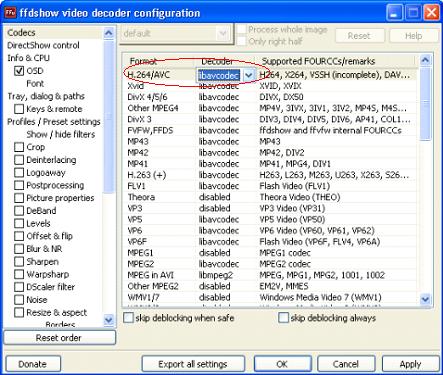 ffdshow video decoder configuration
Codecs
DirectShow control
Info & CPU
OSD
Font
Tray, dialog & paths
Keys & remote
Profiles / Preset settings
Show / hide filters
Crop
Deinterlacing
Logoaway
Postprocessing
Picture properties
DeBand
Levels
Offset & flip
Blur & NR
Sharpen
Warpsharp
DScaler filter
Noise
Resize & aspect
Borders
Reset order
default
Process whole image
Only right half
Reset
Help
Format Decoder Supported FOURCCs/remarks
H.264/AVC libavcodec H264, X264, VSSH (incomplete), DAV...
Xvid libavcodec XVID, XVIX
DivX 4/5/6 libavcodec DIVX, DX50
Other MPEG4 libavcodec MP4V, 3IVX, 3IV1, 3IV2, MP4S, M4S...
DivX 3 libavcodec DIV3, DIV4, DIV5, DIV6, AP41, COL1...
FVFW,FFDS libavcodec ffdshow and ffvfw internal FOURCCs
MP43 libavcodec MP43
MP42 libavcodec MP42, DIV2
MP41 libavcodec MP41, MPG4, DIV1
H.263 (+) libavcodec H263, L263, M263, U263, X263, S26...
FLV1 libavcodec Flash Video (FLV1)
Theora disabled Theora (THEO)
VP3 disabled VP3 Video (VP31)
VP5 libavcodec VP5 Video (VP50)
VP6 libavcodec VP6 Video (VP60, VP61, VP62)
VP6F libavcodec Flash Video (VP6F, FLV4, VP6A)
MPEG1 disabled MPEG1 codec
MPEG2 disabled MPEG2 codec
MPEG in AVI libmpeg2 MPEG, MPG1, MPG2, 1001, 1002
Other MPEG2 disabled EM2V, MMES
WMV1/7 disabled Windows Media Video 7 (WMV1)
skip deblocking when safe
skip deblocking always
Donate
Export all settings
OK
Cancel
Apply